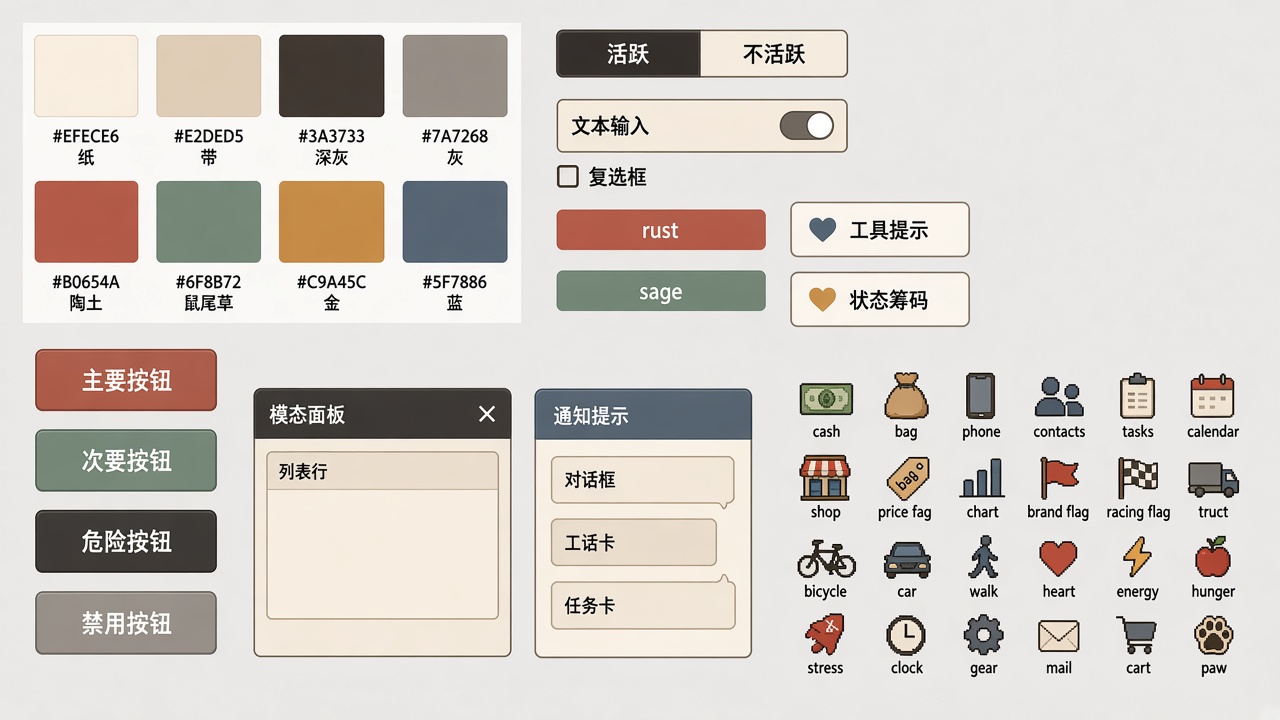 #EFECE6
纸
#E2DED5
带
#3A3733
深灰
#7A7268
灰
#B0654A
陶土
#6F8B72
鼠尾草
#C9A45C
金
#5F7886
蓝
活跃
不活跃
文本输入
复选框
rust
sage
工具提示
状态筹码
主要按钮
次要按钮
危险按钮
禁用按钮
模态面板
列表行
通知提示
对话框
工话卡
任务卡
cash
bag
phone
contacts
tasks
calendar
shop
bag
price fag
chart
brand flag
racing flag
truct
bicycle
car
walk
heart
energy
hunger
stress
clock
gear
mail
cart
paw